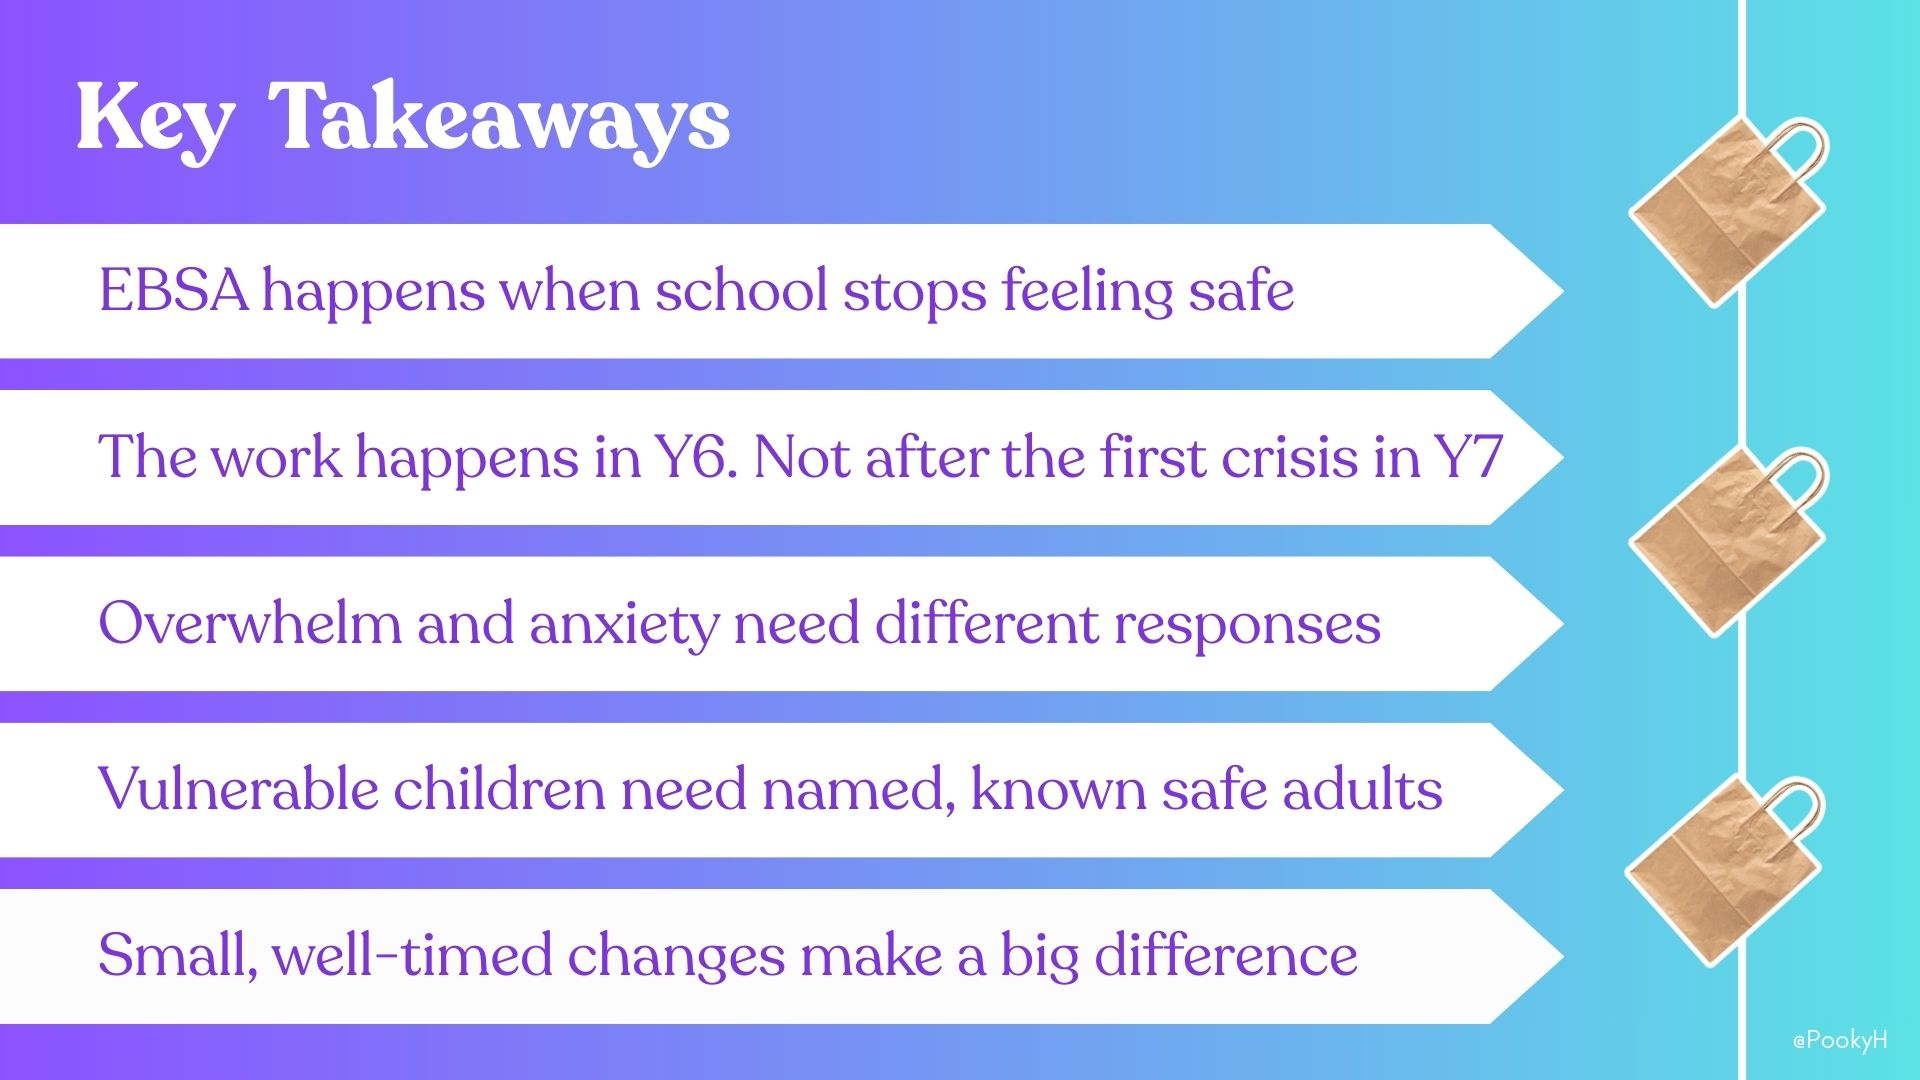 Key Takeaways
EBSA happens when school stops feeling safe
The work happens in Y6. Not after the first crisis in Y7
Overwhelm and anxiety need different responses
Vulnerable children need named, known safe adults
Small, well-timed changes make a big difference
@PookyH